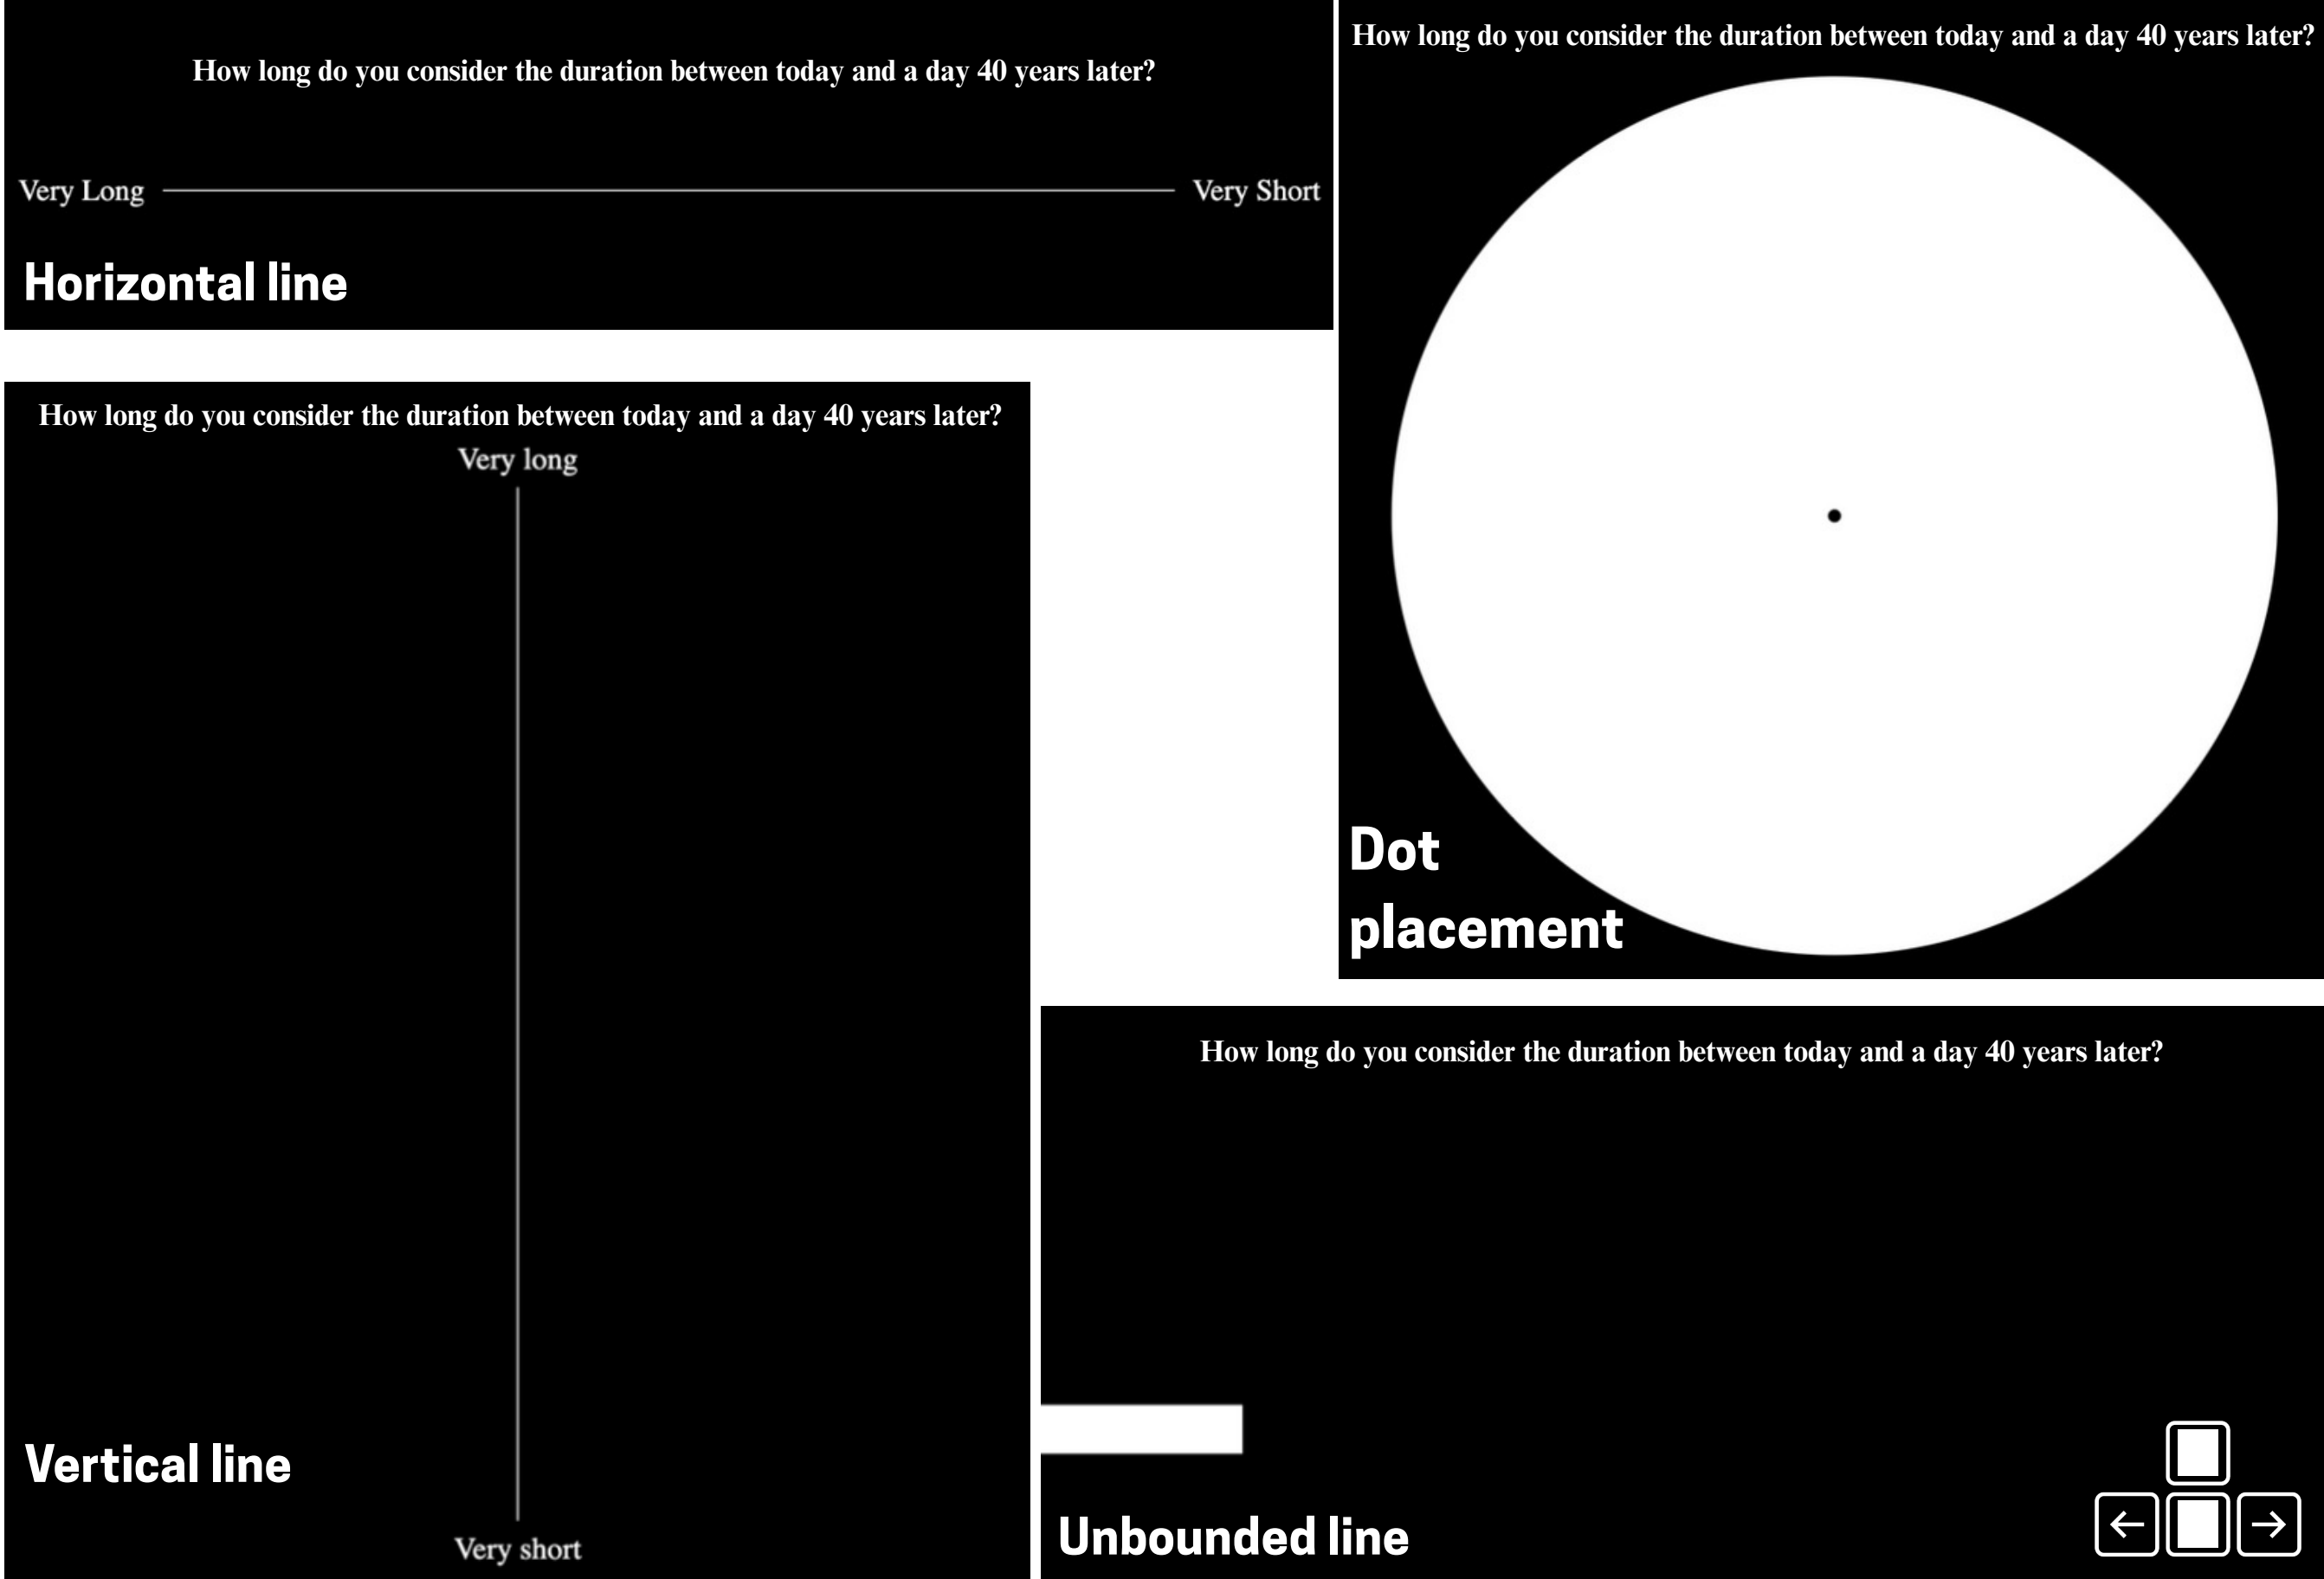 How long do you consider the duration between today and a day 40 years later?
Very Long
Very Short
Horizontal line
How long do you consider the duration between today and a day 40 years later?
Dot
placement
How long do you consider the duration between today and a day 40 years later?
Very long
Vertical line
Very short
How long do you consider the duration between today and a day 40 years later?
Unbounded line
← →